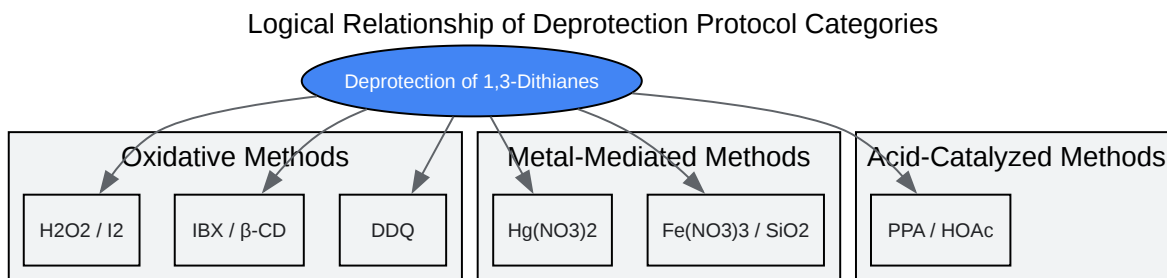 Logical Relationship of Deprotection Protocol Categories
Deprotection of 1,3-Dithianes
Oxidative Methods
Metal-Mediated Methods
Acid-Catalyzed Methods
H2O2 / I2
IBX / β-CD
DDQ
Hg(NO3)2
Fe(NO3)3 / SiO2
PPA / HOAc